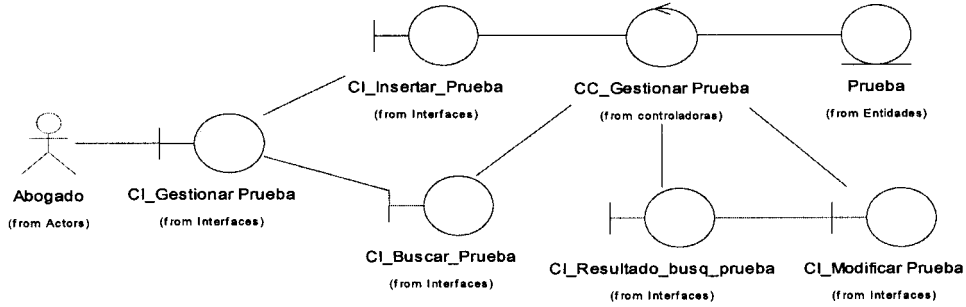 CI_Insertar_Prueba
(from Interfaces)
CC_Gestionar Prueba
(from controladoras)
Prueba
(from Entidades)
Abogado
(from Actors)
CI_Gestionar Prueba
(from Interfaces)
CI_Buscar_Prueba
(from Interfaces)
CI_Resultado_busq_prueba
(from Interfaces)
CI_Modificar Prueba
(from Interfaces)